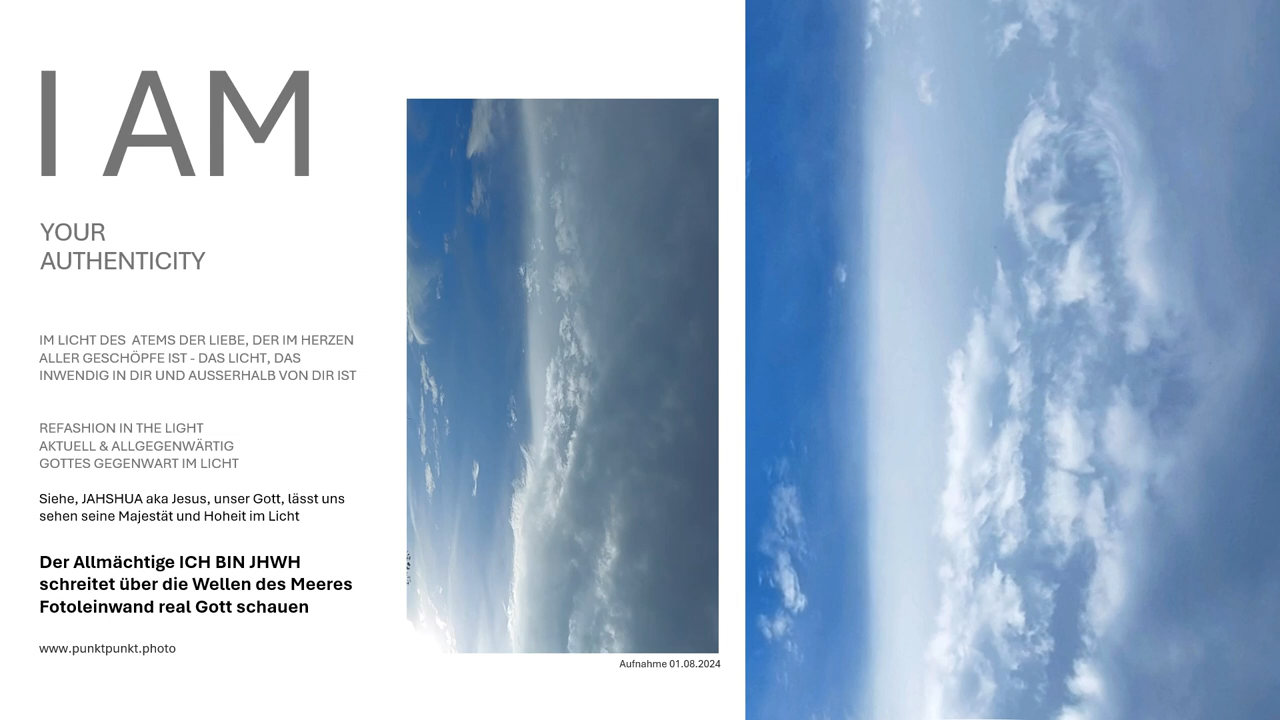 I AM
YOUR
AUTHENTICITY
IM LICHT DES ATEMS DER LIEBE, DER IM HERZEN
ALLER GESCHÖPFE IST - DAS LICHT, DAS
INWENDIG IN DIR UND AUSSERHALB VON DIR IST
REFASHION IN THE LIGHT
AKTUELL & ALLGEGENWÄRTIG
GOTTES GEGENWART IM LICHT
Siehe, JAHSHUA aka Jesus, unser Gott, lässt uns
sehen seine Majestät und Hoheit im Licht
Der Allmächtige ICH BIN JHWH
schreitet über die Wellen des Meeres
Fotoleinwand real Gott schauen
www.punktpunkt.photo
Aufnahme 01.08.2024